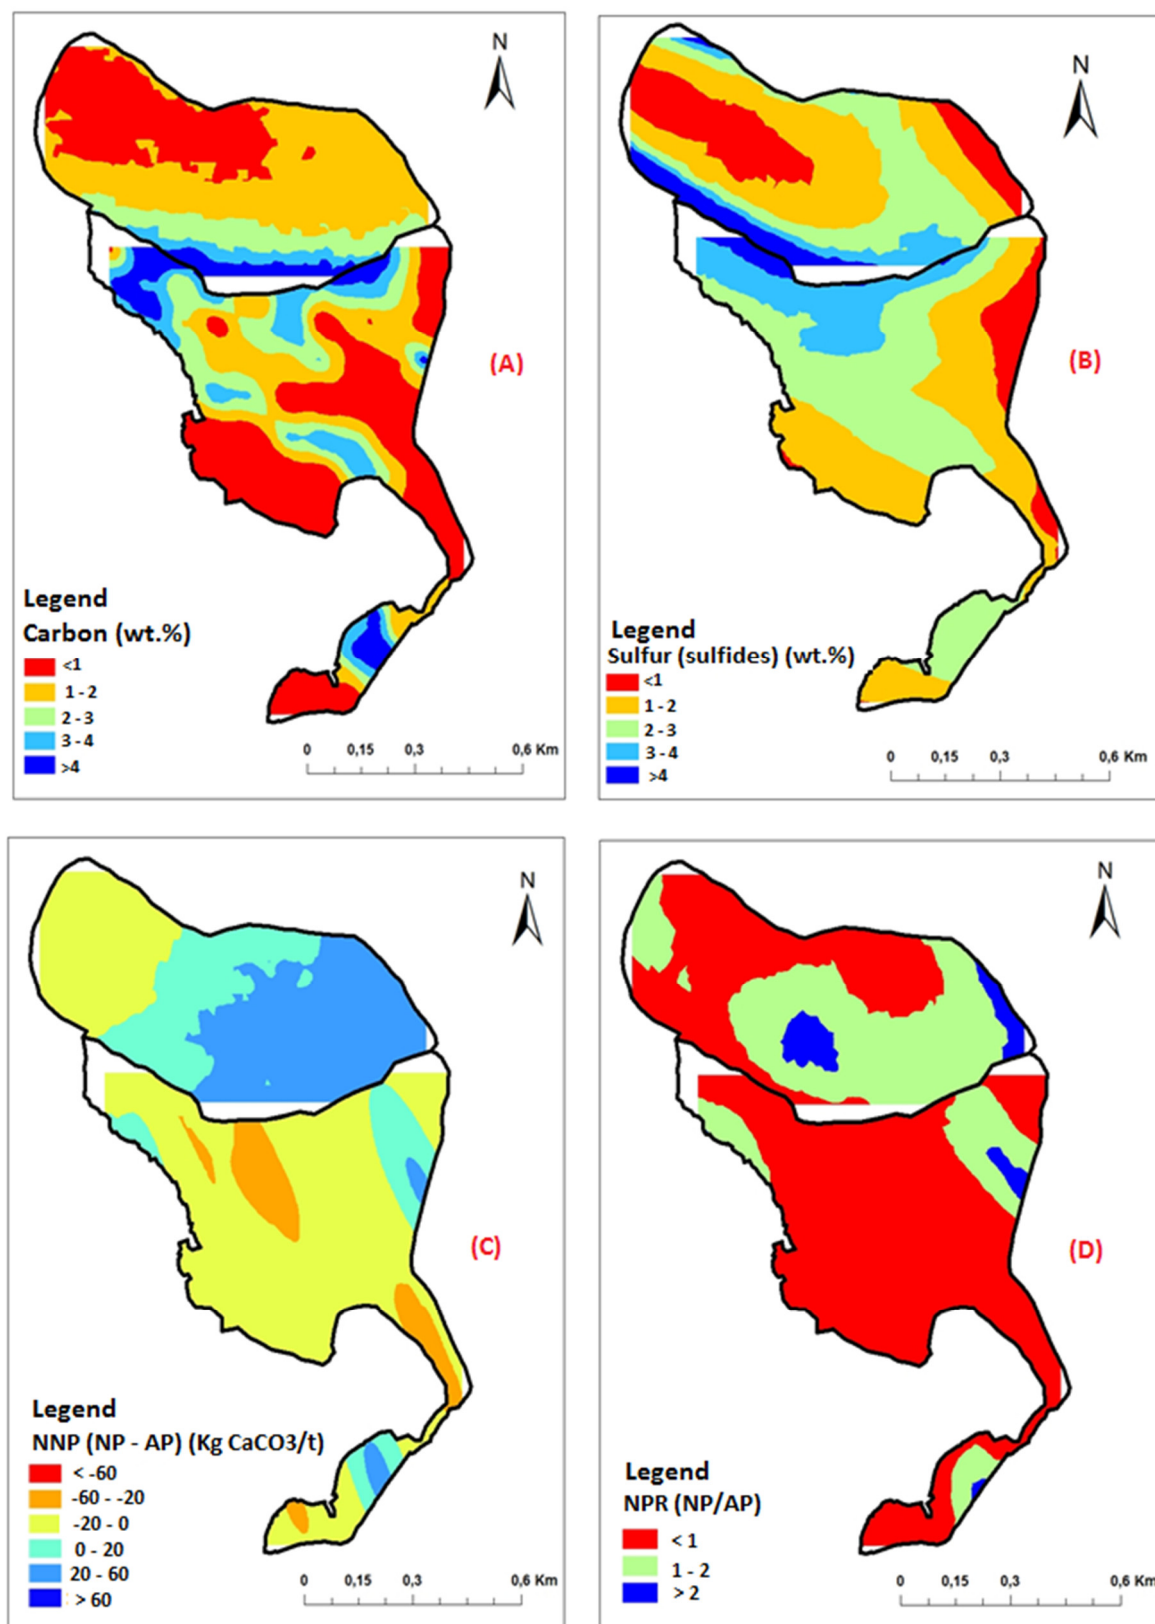 N
(A)
Legend
Carbon (wt.%)
<1
1 - 2
2 - 3
3 - 4
>4
0 0,15 0,3 0,6 Km
N
(B)
Legend
Sulfur (sulfides) (wt.%)
<1
1 - 2
2 - 3
3 - 4
>4
0 0,15 0,3 0,6 Km
N
(C)
Legend
NNP (NP - AP) (Kg CaCO3/t)
< -60
-60 - -20
-20 - 0
0 - 20
20 - 60
> 60
0 0,15 0,3 0,6 Km
N
(D)
Legend
NPR (NP/AP)
< 1
1 - 2
> 2
0 0,15 0,3 0,6 Km